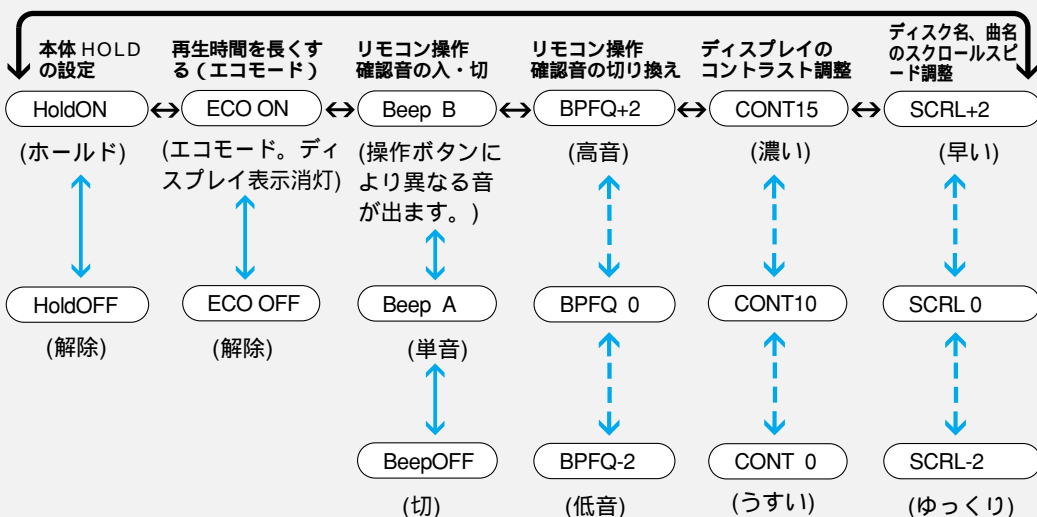 本体 HOLD
の設定
再生時間を長くす
る(エコモード)
リモコン操作
確認音の入・切
リモコン操作
確認音の切り換え
ディスプレイの
コントラスト調整
ディスク名、曲名
のスクロールスピ
ード調整
HoldON
ECO ON
Beep B
BPFQ+2
CONT15
SCRL+2
(ホールド)
(エコモード。ディ
スプレイ表示消灯)
(操作ボタンに
より異なる音
が出ます。)
(高音)
(濃い)
(早い)
HoldOFF
ECO OFF
Beep A
BPFQ 0
CONT10
SCRL 0
(解除)
(解除)
(単音)
BeepOFF
BPFQ-2
CONT 0
SCRL-2
(切)
(低音)
(うすい)
(ゆっくり)